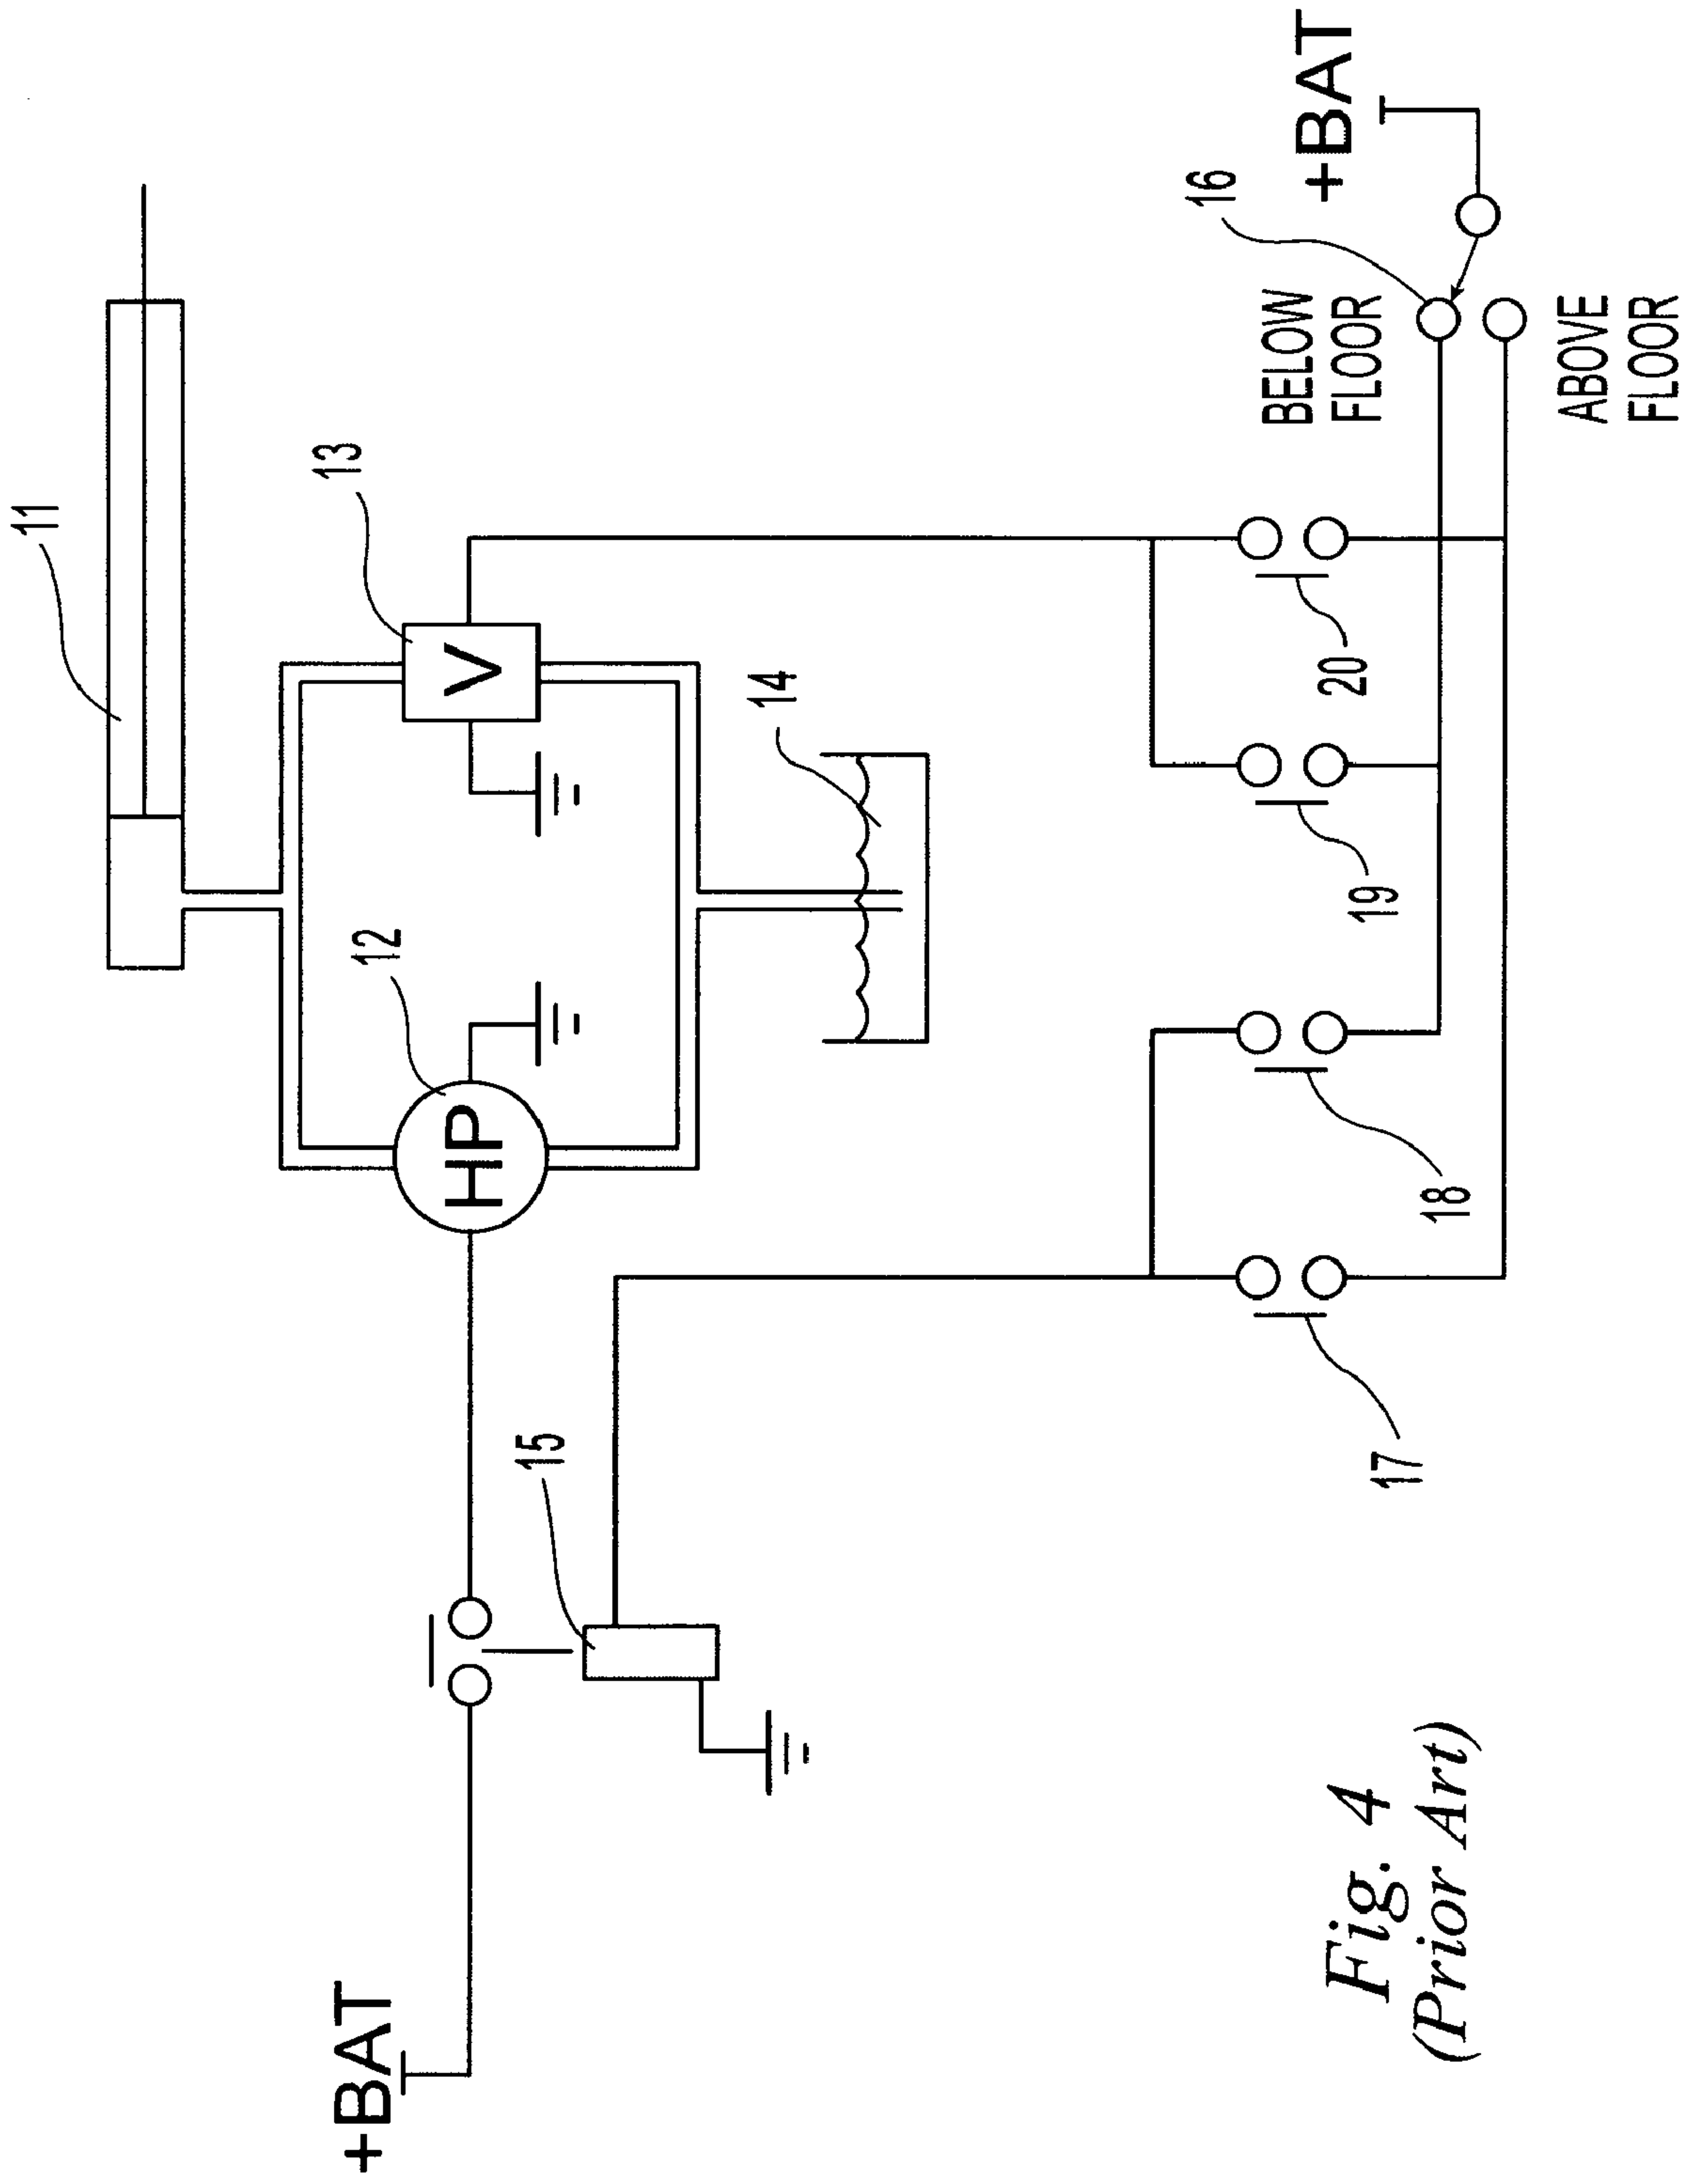 11
13
12
14
15
16
+BAT
BELOW
FLOOR
ABOVE
FLOOR
V
HP
20
19
18
17
+BAT
Fig. 4
(Prior Art)